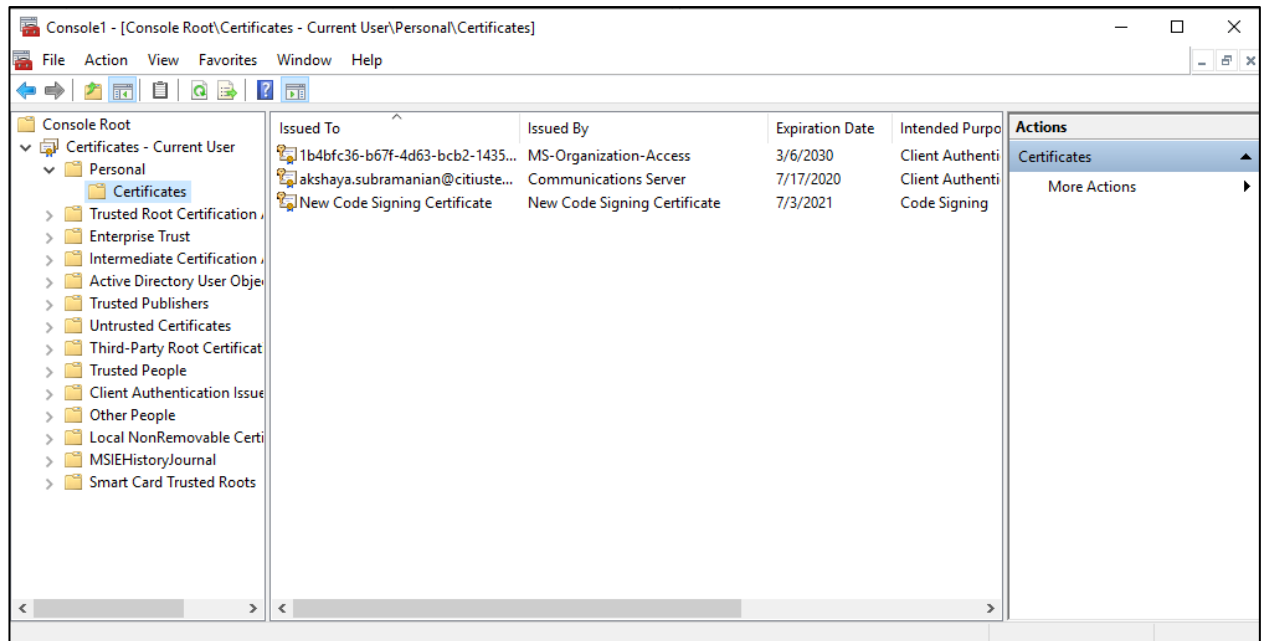 Console1 - [Console Root\Certificates - Current User\Personal\Certificates]
File Action View Favorites Window Help
Console Root
Certificates - Current User
Personal
Certificates
Trusted Root Certification
Enterprise Trust
Intermediate Certification
Active Directory User Obje
Trusted Publishers
Untrusted Certificates
Third-Party Root Certificat
Trusted People
Client Authentication Issue
Other People
Local NonRemovable Certi
MSIEHistoryJournal
Smart Card Trusted Roots
Issued To Issued By Expiration Date Intended Purpo
1b4bfc36-b67f-4d63-bcb2-1435... MS-Organization-Access 3/6/2030 Client Authenti
akshaya.subramanian@citiuste... Communications Server 7/17/2020 Client Authenti
New Code Signing Certificate New Code Signing Certificate 7/3/2021 Code Signing
Actions
Certificates
More Actions